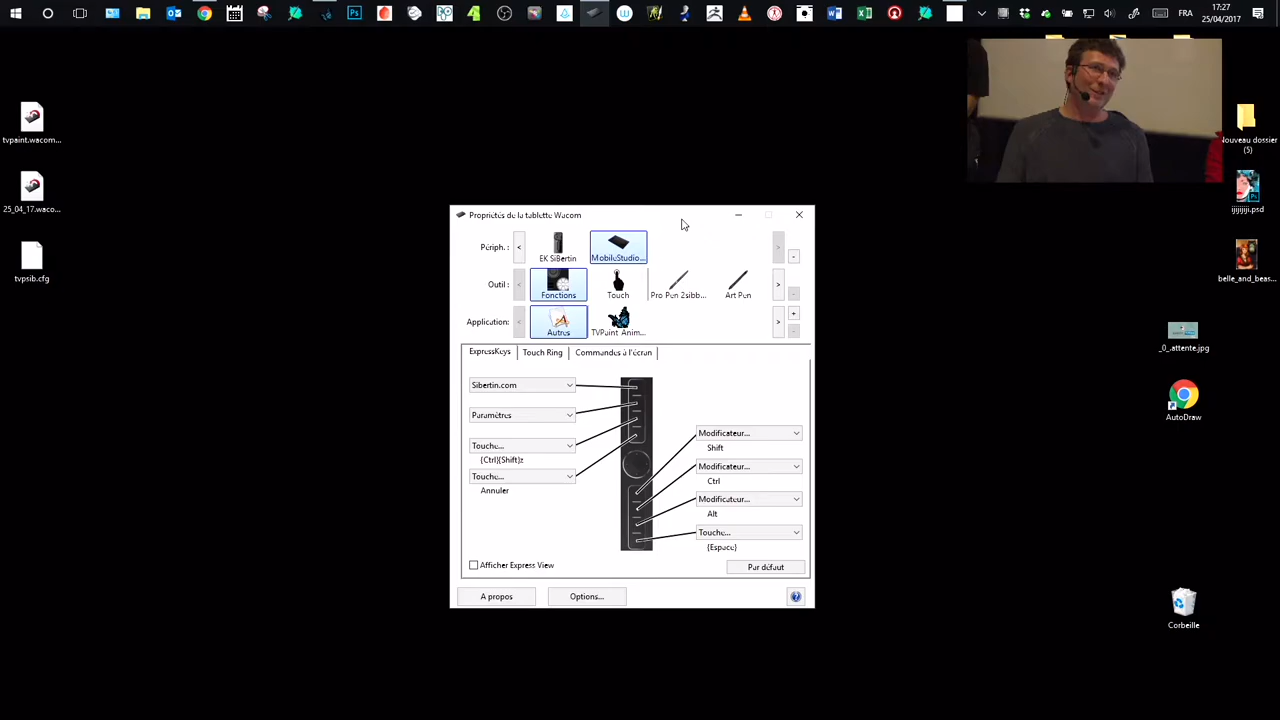 FRA
17:27
25/04/2017
tvpaint.wacom...
25_04_17.waco...
tvpsib.cfg
Nouveau dossier
(5)
ijijijiji.psd
belle_and_beas...
_0_.attente.jpg
AutoDraw
Corbeille
Propriétés de la tablette Wacom
Périph. :
EK SiBertin
MobileStudio...
Outil :
Fonctions
Touch
Pro Pen 2sibb...
Art Pen
Application:
Autres
TVPaint Anim...
ExpressKeys
Touch Ring
Commandes à l'écran
Sibertin.com
Paramètres
Touche...
{Ctrl}{Shift}z
Touche...
Annuler
Modificateur...
Shift
Modificateur...
Ctrl
Modificateur...
Alt
Touche...
{Espace}
Afficher Express View
Par défaut
A propos
Options...